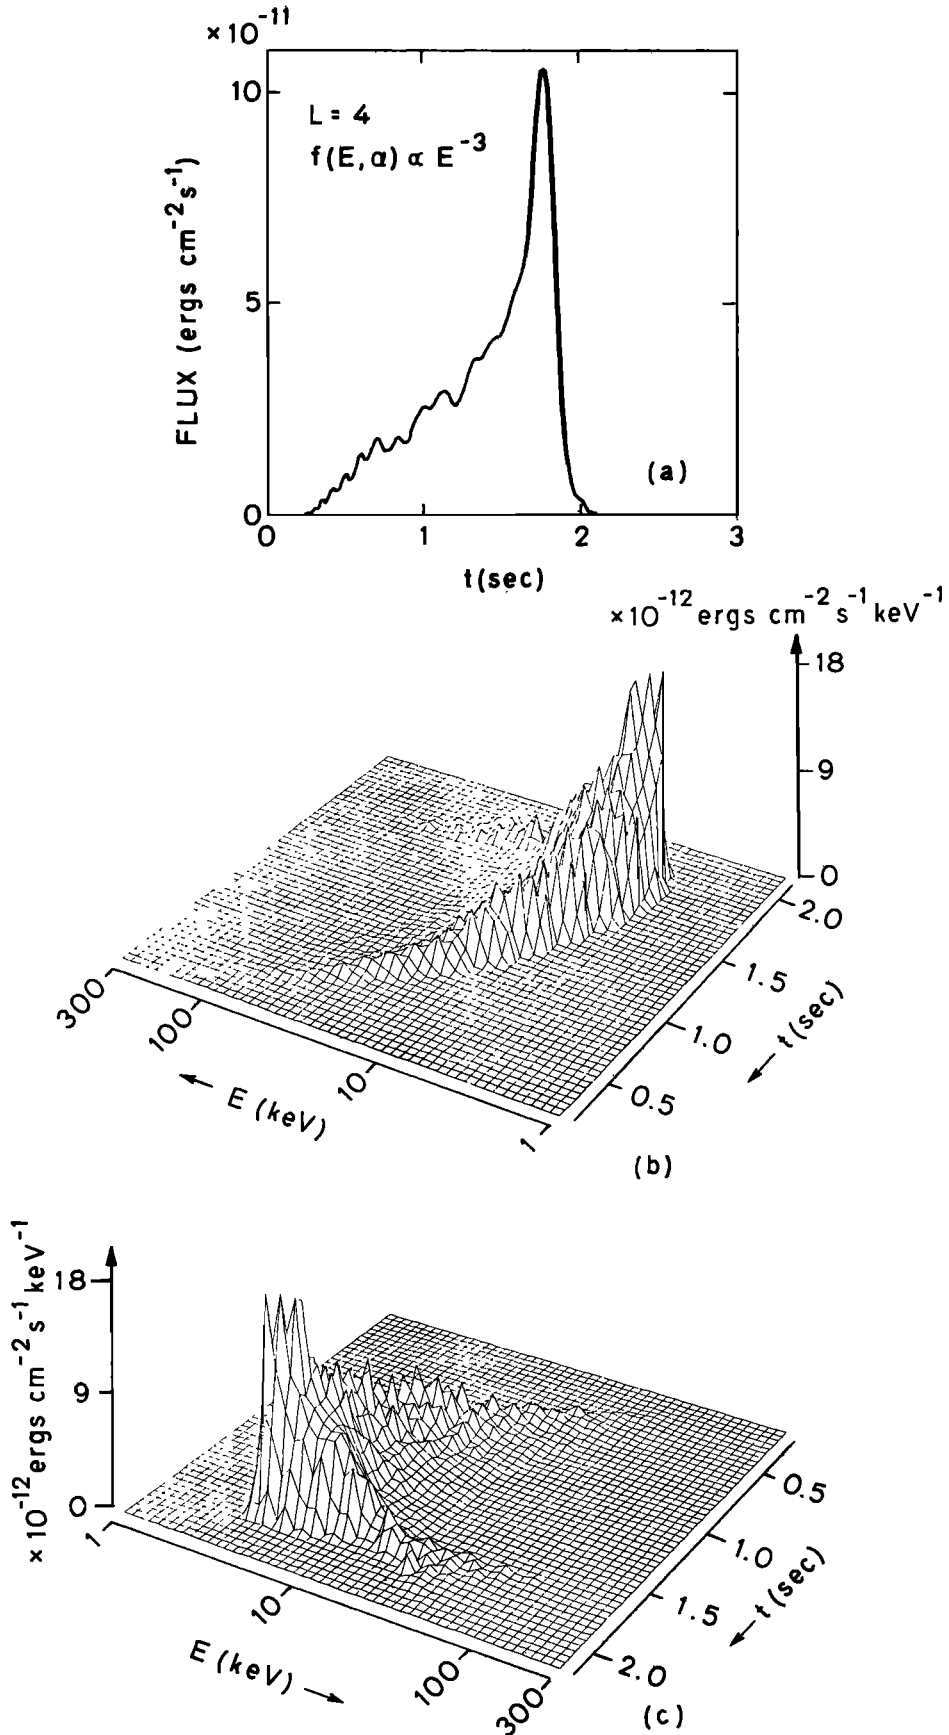 ×10⁻¹¹
10
5
0
FLUX (ergs cm⁻²s⁻¹)
L = 4
f(E,α) ∝ E⁻³
(a)
0 1 2 3
t(sec)
×10⁻¹² ergs cm⁻² s⁻¹ keV⁻¹
18
9
0
2.0
1.5
1.0
0.5
← t(sec)
300
100
10
1
← E (keV)
(b)
×10⁻¹² ergs cm⁻² s⁻¹ keV⁻¹
18
9
0
1
10
100
300
E (keV) →
0.5
1.0
1.5
2.0
← t(sec)
(c)